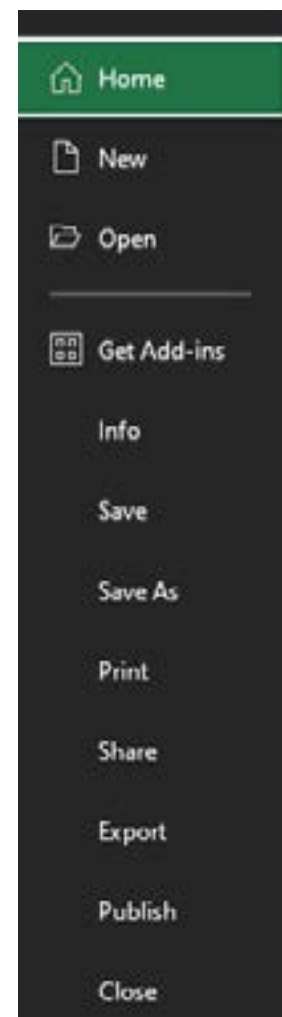 Home
New
Open
Get Add-ins
Info
Save
Save As
Print
Share
Export
Publish
Close